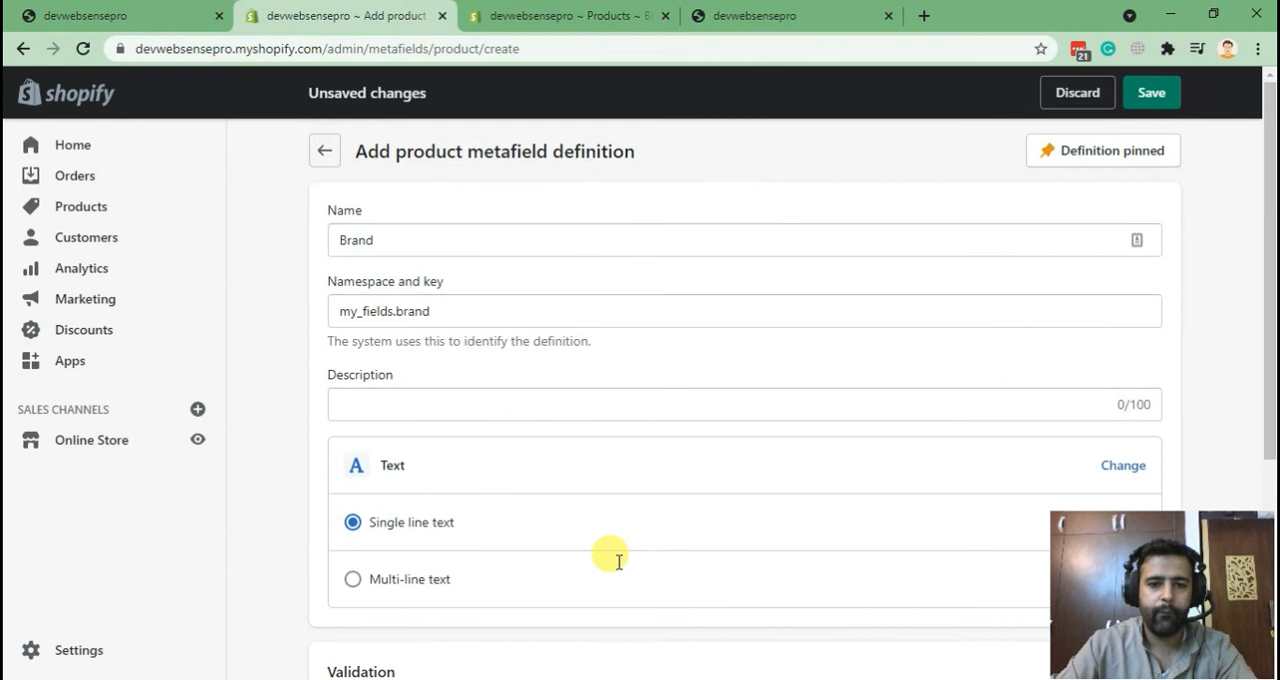 devwebsensepro
devwebsensepro ~ Add product
devwebsensepro ~ Products ~ B
devwebsensepro
devwebsensepro.myshopify.com/admin/metafields/product/create
21
shopify
Unsaved changes
Discard
Save
Home
Orders
Products
Customers
Analytics
Marketing
Discounts
Apps
SALES CHANNELS
Online Store
Settings
Add product metafield definition
Definition pinned
Name
Brand
Namespace and key
my_fields.brand
The system uses this to identify the definition.
Description
0/100
A Text
Change
Single line text
Multi-line text
Validation